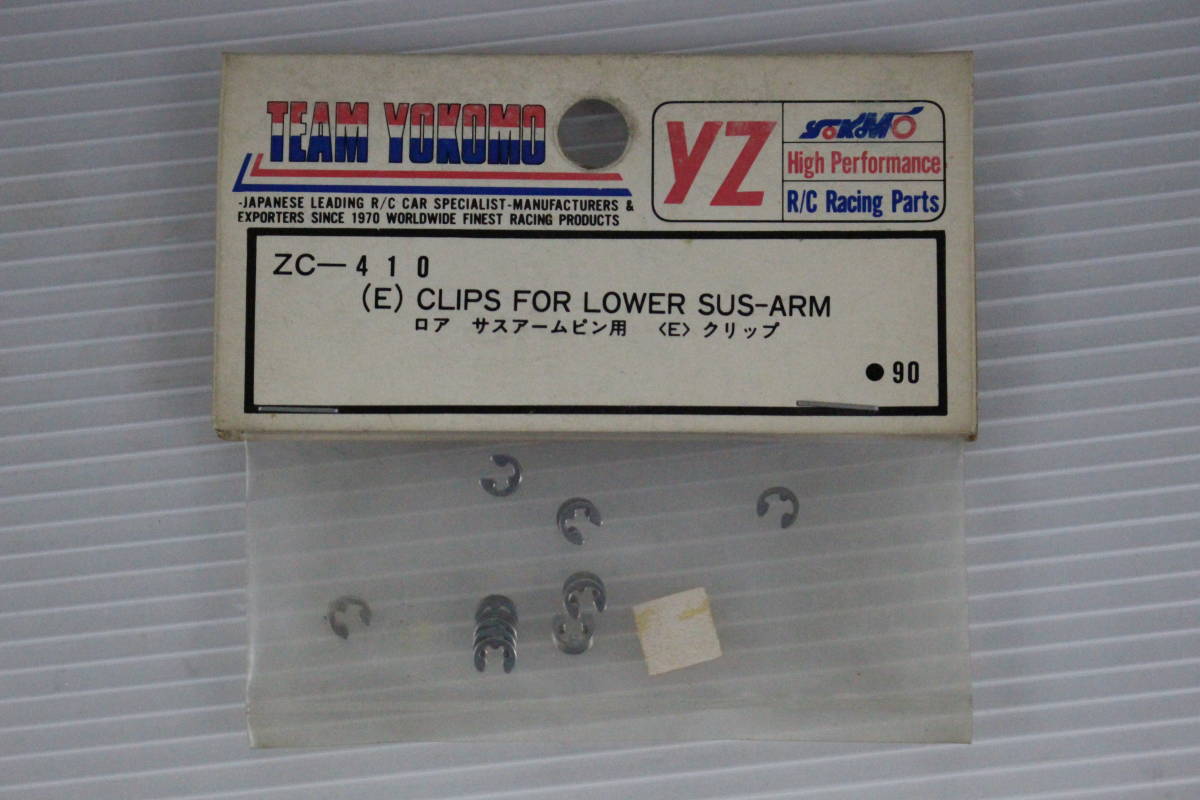 TEAM YOKOMO
-JAPANESE LEADING R/C CAR SPECIALIST-MANUFACTURERS &
EXPORTERS SINCE 1970 WORLDWIDE FINEST RACING PRODUCTS
YZ
YOKOMO
High Performance
R/C Racing Parts
ZC-410
(E) CLIPS FOR LOWER SUS-ARM
ロア サスアームピン用 〈E〉クリップ
●90